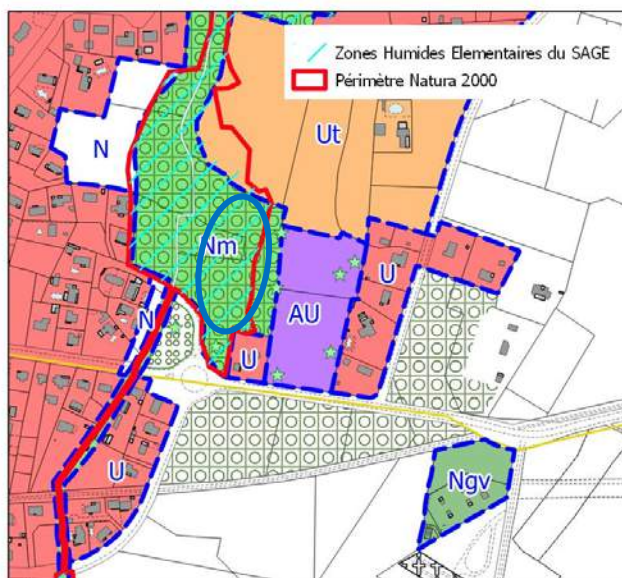 Zones Humides Elementaires du SAGE
Périmètre Natura 2000
N
Ut
Nm
U
N
AU
U
U
Ngv